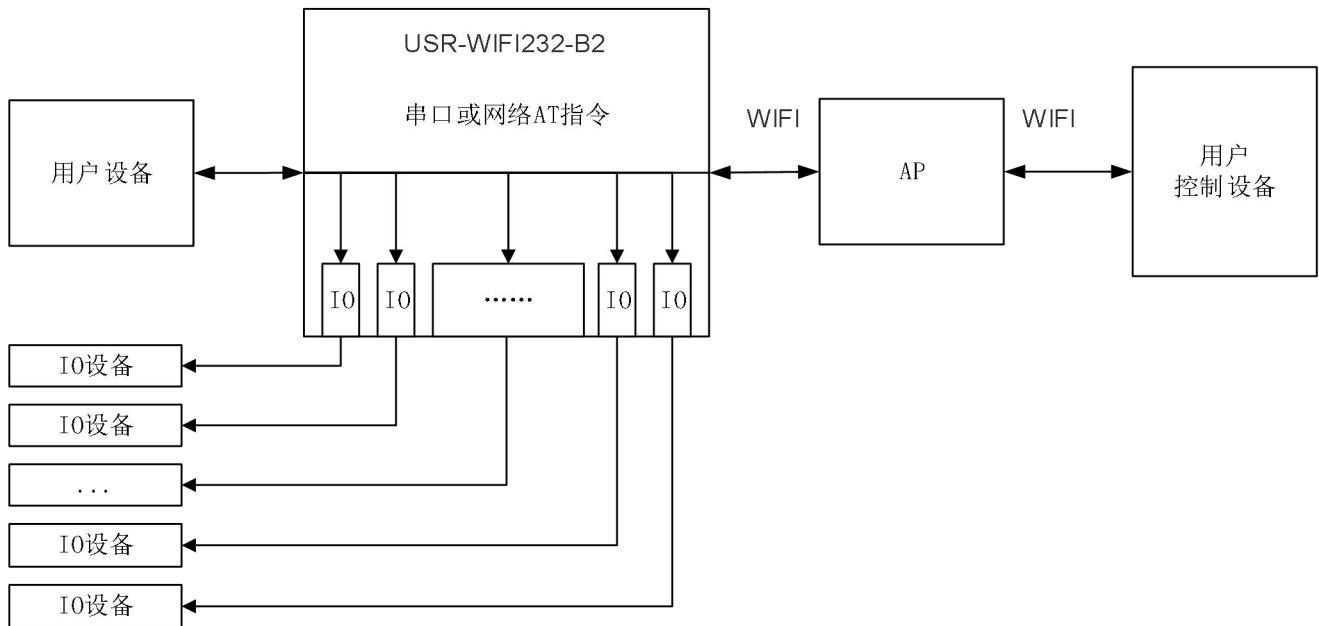 USR-WIFI232-B2
串口或网络AT指令
用户设备
WIFI
AP
WIFI
用户
控制设备
IO
IO
……
IO
IO
IO设备
IO设备
...
IO设备
IO设备